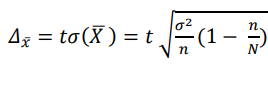 Δx̄ = tσ(X̄) = t √(σ²/n (1 − n/N))